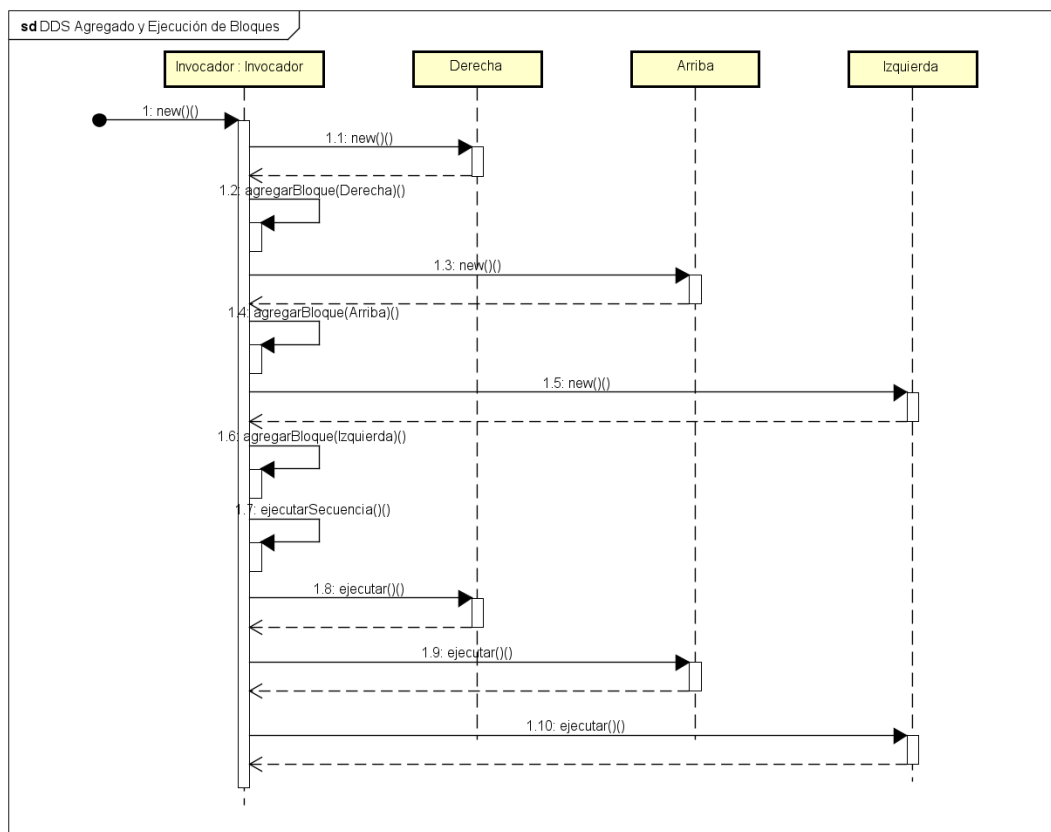 sd DDS Agregado y Ejecución de Bloques
Invocador : Invocador
Derecha
Arriba
Izquierda
1: new()()
1.1: new()()
1.2: agregarBloque(Derecha)()
1.3: new()()
1.4: agregarBloque(Arriba)()
1.5: new()()
1.6: agregarBloque(Izquierda)()
1.7: ejecutarSecuencia()()
1.8: ejecutar()()
1.9: ejecutar()()
1.10: ejecutar()()